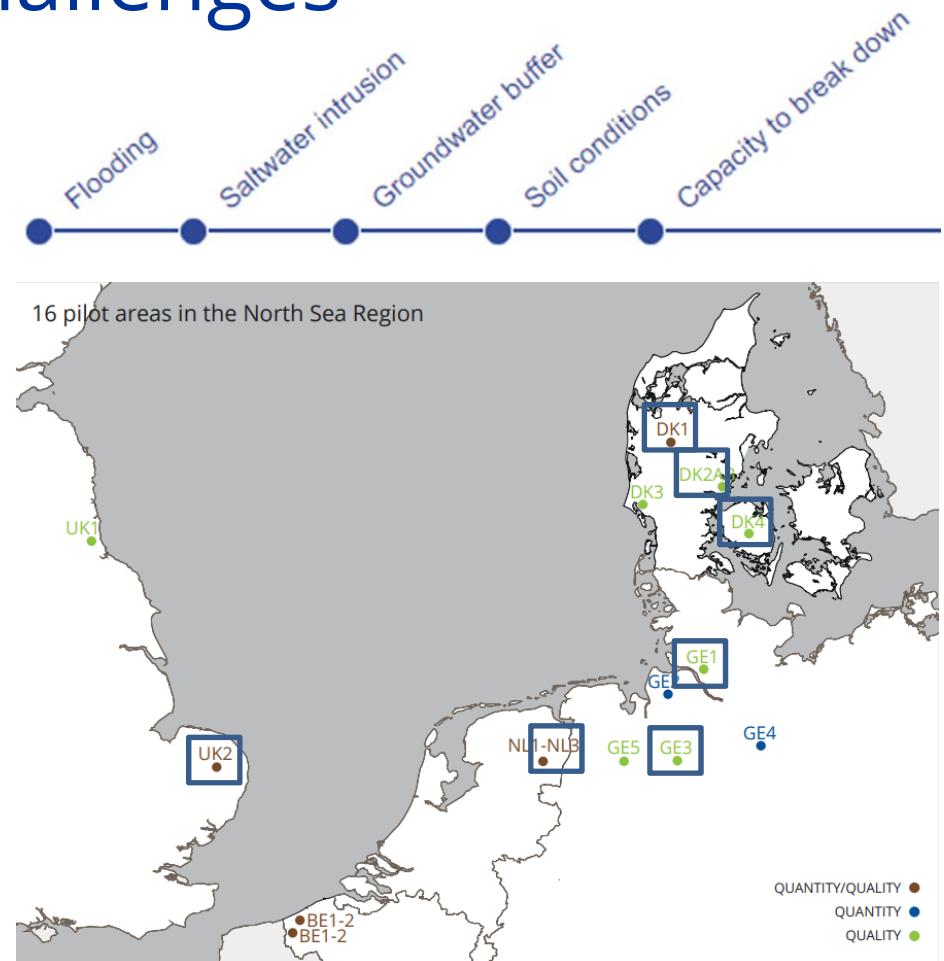 allenges
Flooding
Saltwater intrusion
Groundwater buffer
Soil conditions
Capacity to break down
16 pilot areas in the North Sea Region
DK1
DK2A
DK3
DK4
UK1
GE1
UK2
NL1-NL3
GE5
GE3
GE4
QUANTITY/QUALITY
QUANTITY
QUALITY
BE1-2
BE1-2